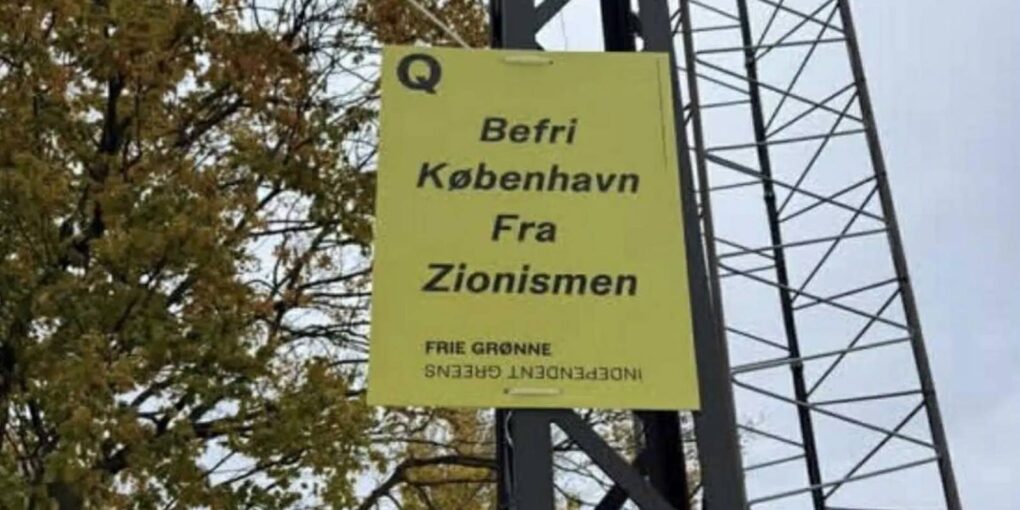 Q
Befri
København
Fra
Zionismen
FRIE GRØNNE
INDEPENDENT GREENS